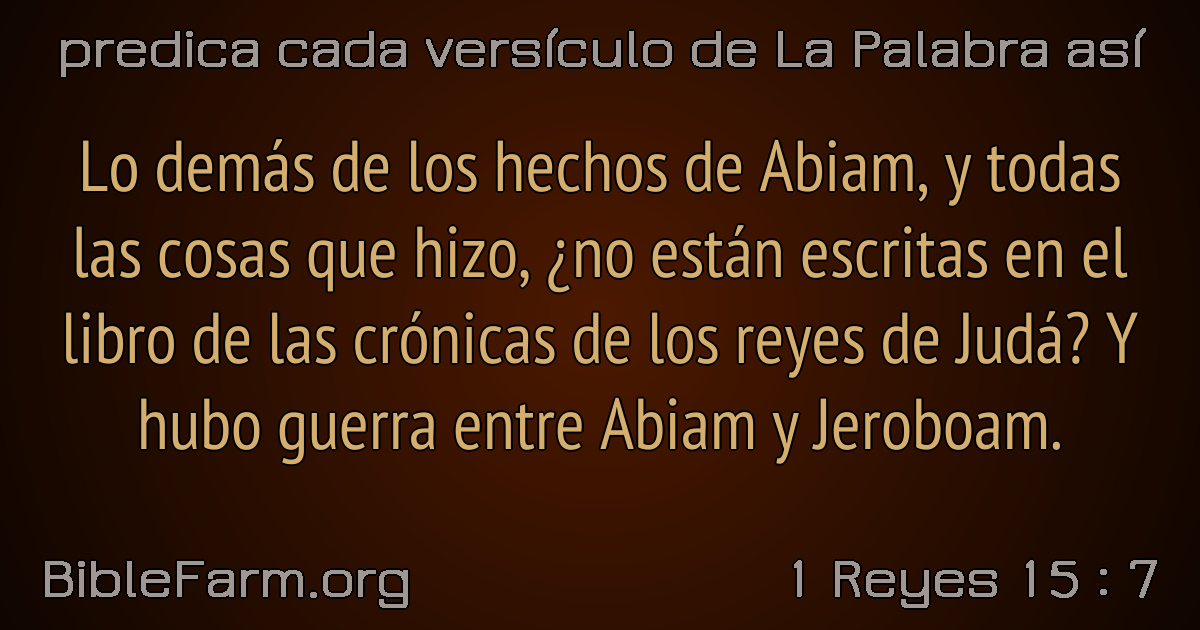 predica cada versículo de La Palabra así
Lo demás de los hechos de Abiam, y todas
las cosas que hizo, ¿no están escritas en el
libro de las crónicas de los reyes de Judá? Y
hubo guerra entre Abiam y Jeroboam.
BibleFarm.org
1 Reyes 15 : 7